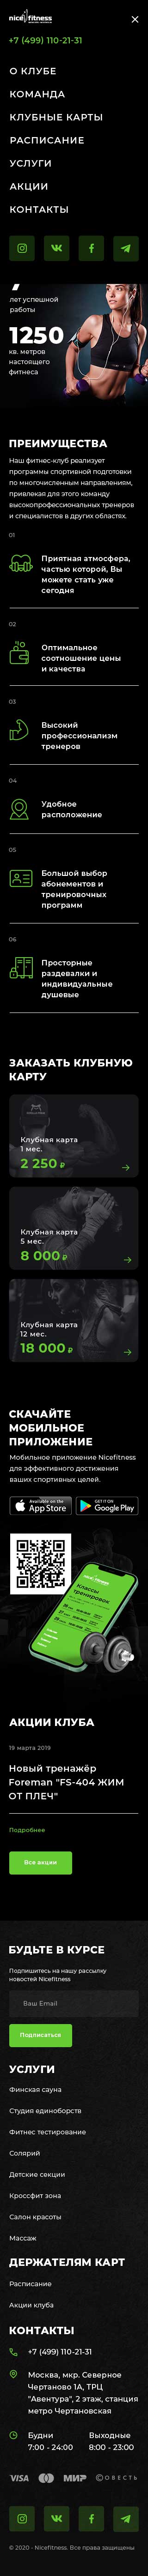 nice fitness
+7 (499) 110-21-31
О КЛУБЕ
КОМАНДА
КЛУБНЫЕ КАРТЫ
РАСПИСАНИЕ
УСЛУГИ
АКЦИИ
КОНТАКТЫ
лет успешной
работы
1250
кв. метров
настоящего
фитнеса
ПРЕИМУЩЕСТВА
Наш фитнес-клуб реализует
программы спортивной подготовки
по многочисленным направлениям,
привлекая для этого команду
высокопрофессиональных тренеров
и специалистов в других областях.
01
Приятная атмосфера,
частью которой, Вы
можете стать уже
сегодня
02
Оптимальное
соотношение цены
и качества
03
Высокий
профессионализм
тренеров
04
Удобное
расположение
05
Большой выбор
абонементов и
тренировочных
программ
06
Просторные
раздевалки и
индивидуальные
душевые
ЗАКАЗАТЬ КЛУБНУЮ
КАРТУ
Клубная карта
1 мес.
2 250 ₽
Клубная карта
5 мес.
8 000 ₽
Клубная карта
12 мес.
18 000 ₽
СКАЧАЙТЕ
МОБИЛЬНОЕ
ПРИЛОЖЕНИЕ
Мобильное приложение Nicefitness
для эффективного достижения
ваших спортивных целей.
Available on the
App Store
GET IT ON
Google Play
nice fitness
Классы
тренировок
АКЦИИ КЛУБА
19 марта 2019
Новый тренажёр
Foreman "FS-404 ЖИМ
ОТ ПЛЕЧ"
Подробнее
Все акции
БУДЬТЕ В КУРСЕ
Подпишитесь на нашу рассылку
новостей Nicefitness
Ваш Email
Подписаться
УСЛУГИ
Финская сауна
Студия единоборств
Фитнес тестирование
Солярий
Детские секции
Кроссфит зона
Салон красоты
Массаж
ДЕРЖАТЕЛЯМ КАРТ
Расписание
Акции клуба
КОНТАКТЫ
+7 (499) 110-21-31
Москва, мкр. Северное
Чертаново 1А, ТРЦ
"Авентура", 2 этаж, станция
метро Чертановская
Будни Выходные
7:00 - 24:00 8:00 - 23:00
VISA МИР СОВЕСТЬ
© 2020 - Nicefitness. Все права защищены